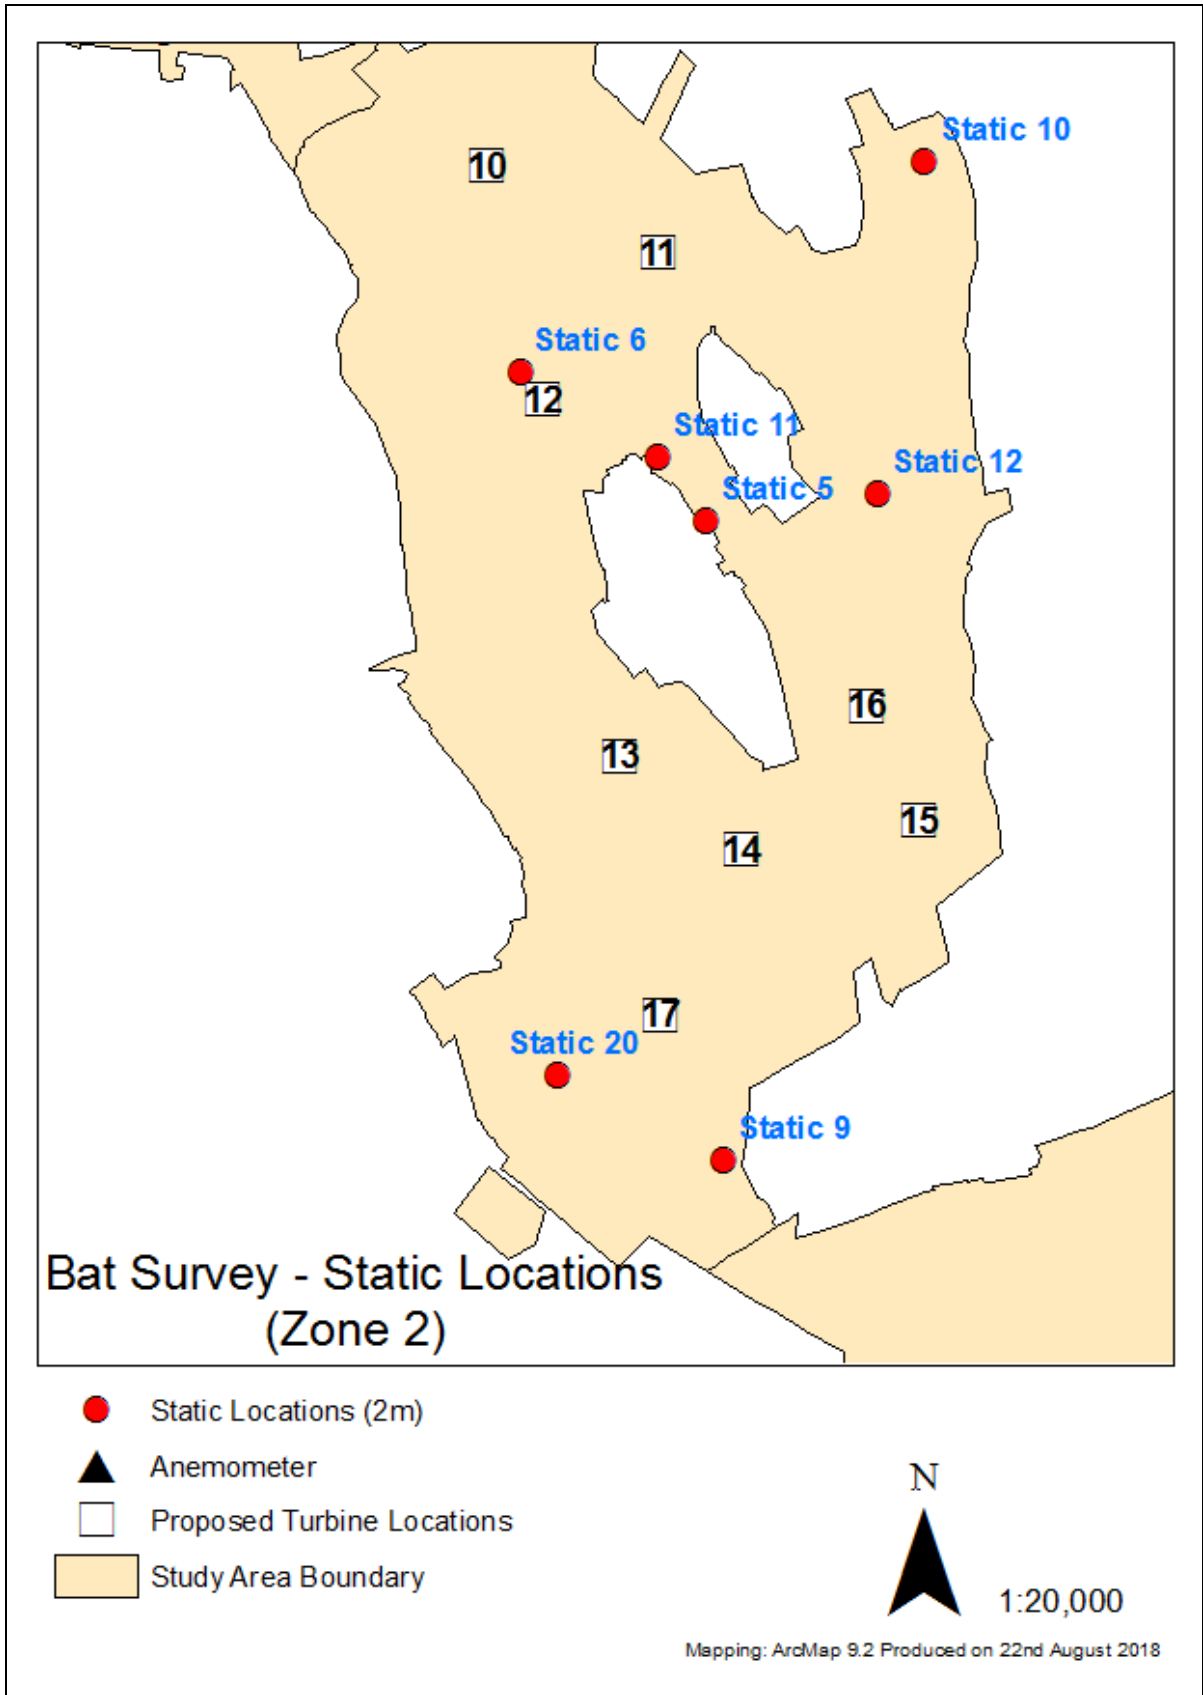 Static 10
10
11
Static 6
12
Static 11
Static 12
Static 5
16
13
15
14
17
Static 20
Static 9
Bat Survey - Static Locations
(Zone 2)
Static Locations (2m)
Anemometer
Proposed Turbine Locations
Study Area Boundary
N
1:20,000
Mapping: ArcMap 9.2 Produced on 22nd August 2018